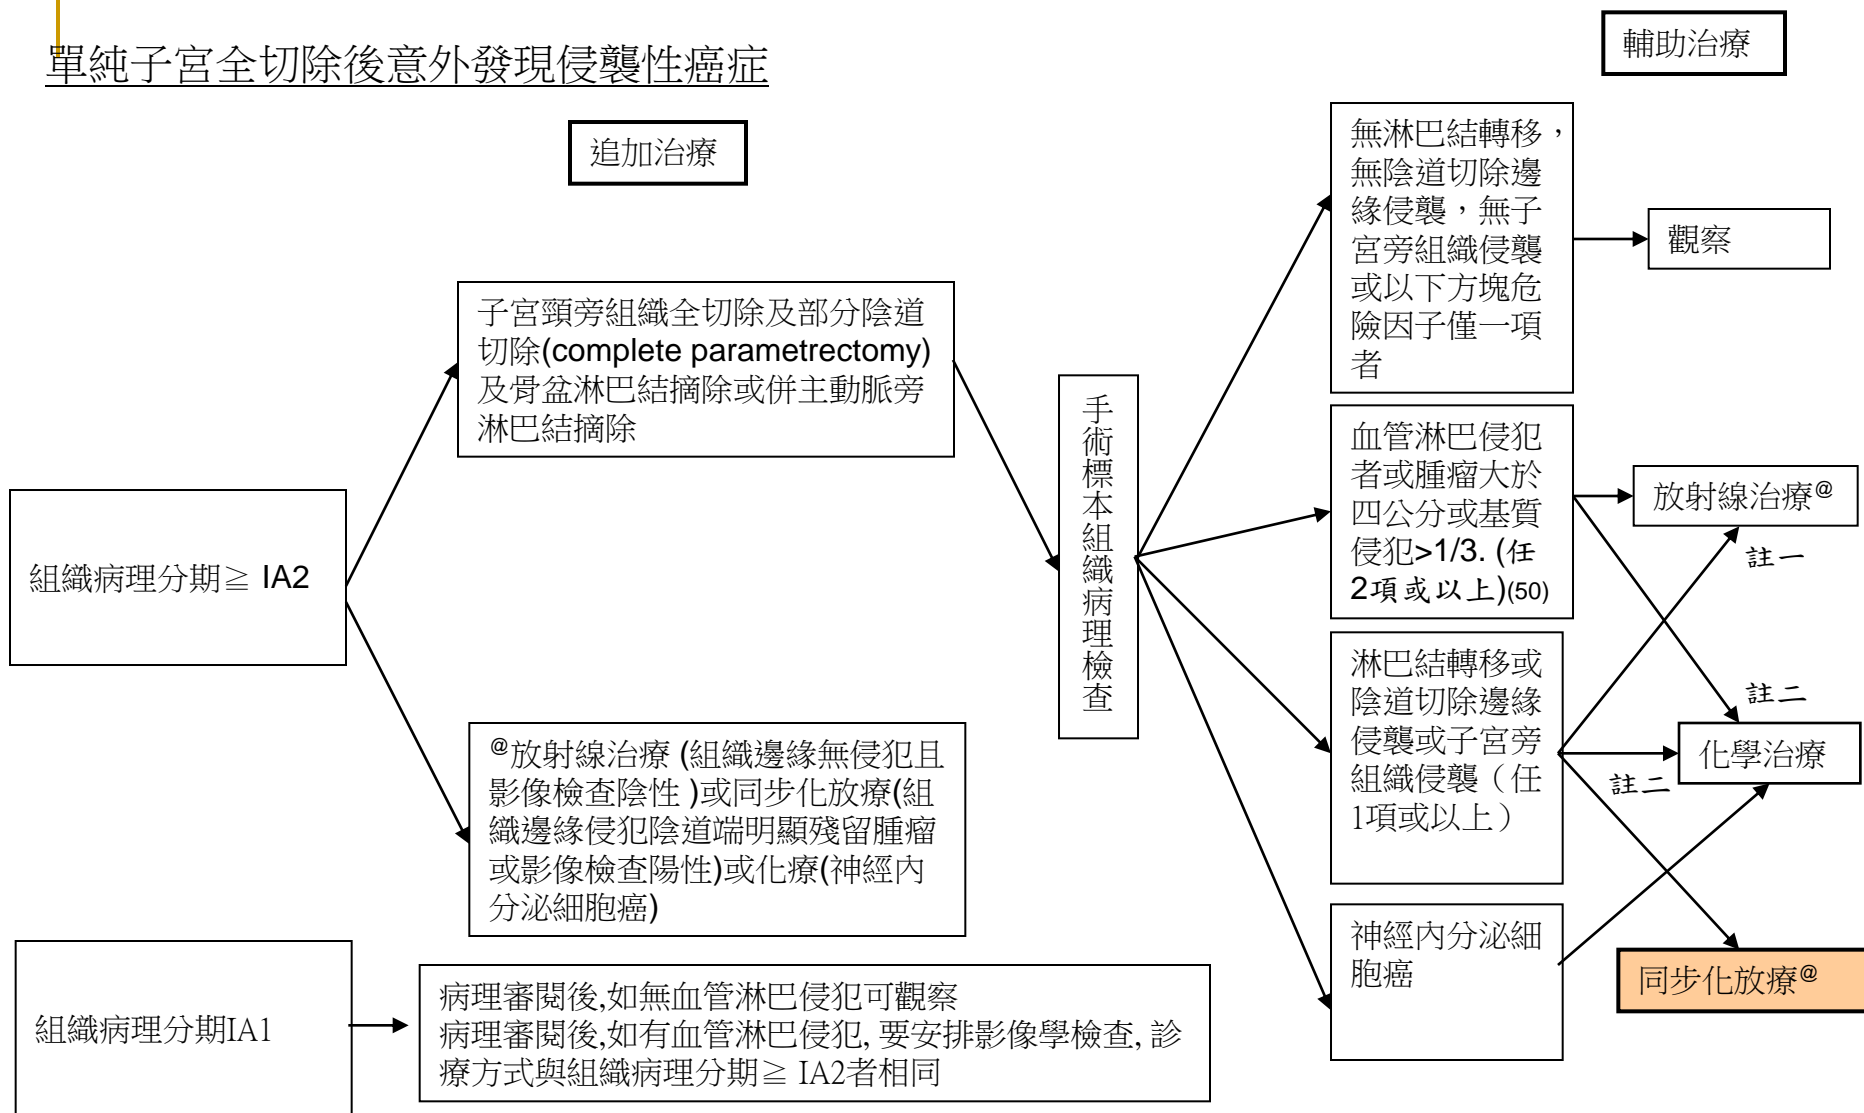 單純子宮全切除後意外發現侵襲性癌症
輔助治療
追加治療
組織病理分期≧ IA2
子宮頸旁組織全切除及部分陰道
切除(complete parametrectomy)
及骨盆淋巴結摘除或併主動脈旁
淋巴結摘除
@放射線治療 (組織邊緣無侵犯且
影像檢查陰性 )或同步化放療(組
織邊緣侵犯陰道端明顯殘留腫瘤
或影像檢查陽性)或化療(神經內
分泌細胞癌)
手術標本組織病理檢查
無淋巴結轉移，
無陰道切除邊
緣侵襲，無子
宮旁組織侵襲
或以下方塊危
險因子僅一項
者
觀察
血管淋巴侵犯
者或腫瘤大於
四公分或基質
侵犯>1/3. (任
2項或以上)(50)
放射線治療@
註一
淋巴結轉移或
陰道切除邊緣
侵襲或子宮旁
組織侵襲（任
1項或以上）
註二
化學治療
註二
神經內分泌細
胞癌
同步化放療@
組織病理分期IA1
病理審閱後,如無血管淋巴侵犯可觀察
病理審閱後,如有血管淋巴侵犯, 要安排影像學檢查, 診
療方式與組織病理分期≧ IA2者相同